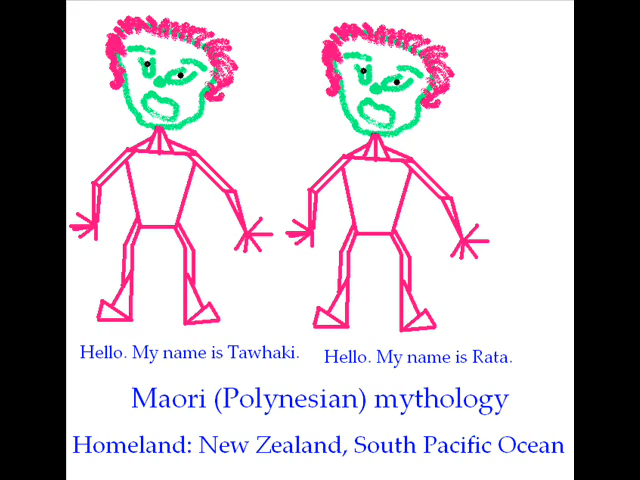 Hello. My name is Tawhaki.
Hello. My name is Rata.
Maori (Polynesian) mythology
Homeland: New Zealand, South Pacific Ocean